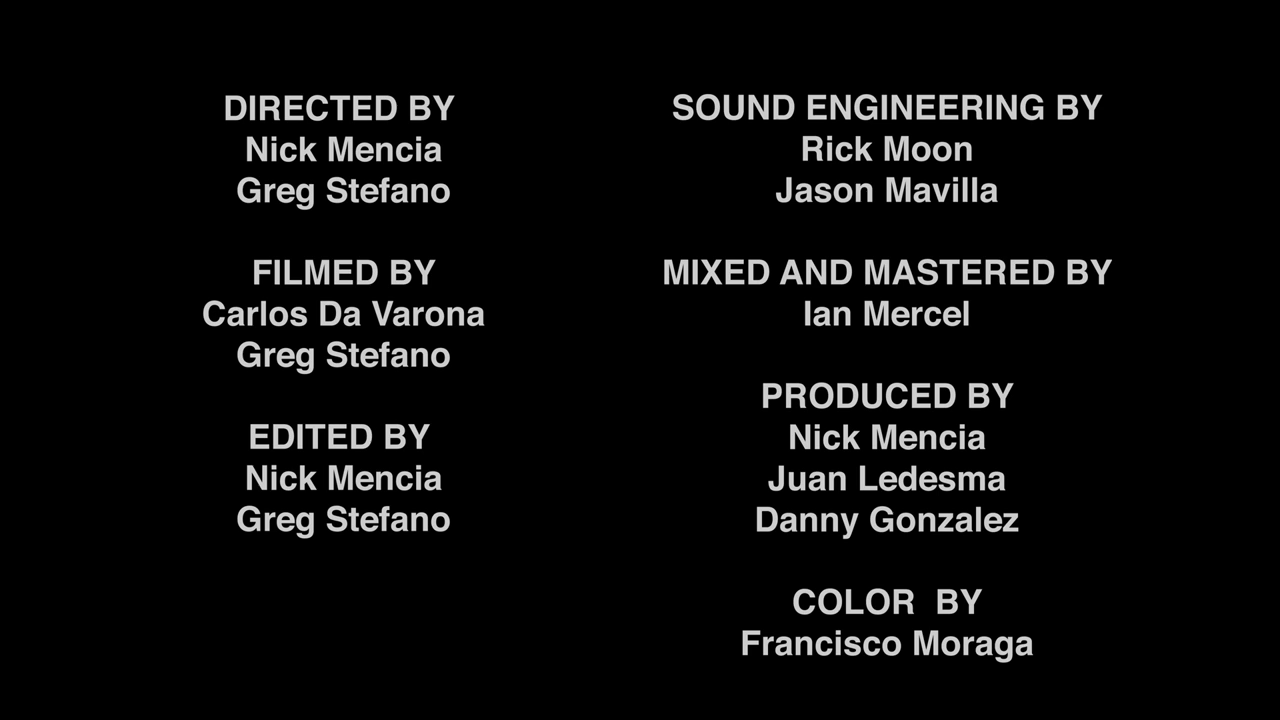 DIRECTED BY
Nick Mencia
Greg Stefano
FILMED BY
Carlos Da Varona
Greg Stefano
EDITED BY
Nick Mencia
Greg Stefano
SOUND ENGINEERING BY
Rick Moon
Jason Mavilla
MIXED AND MASTERED BY
Ian Mercel
PRODUCED BY
Nick Mencia
Juan Ledesma
Danny Gonzalez
COLOR  BY
Francisco Moraga